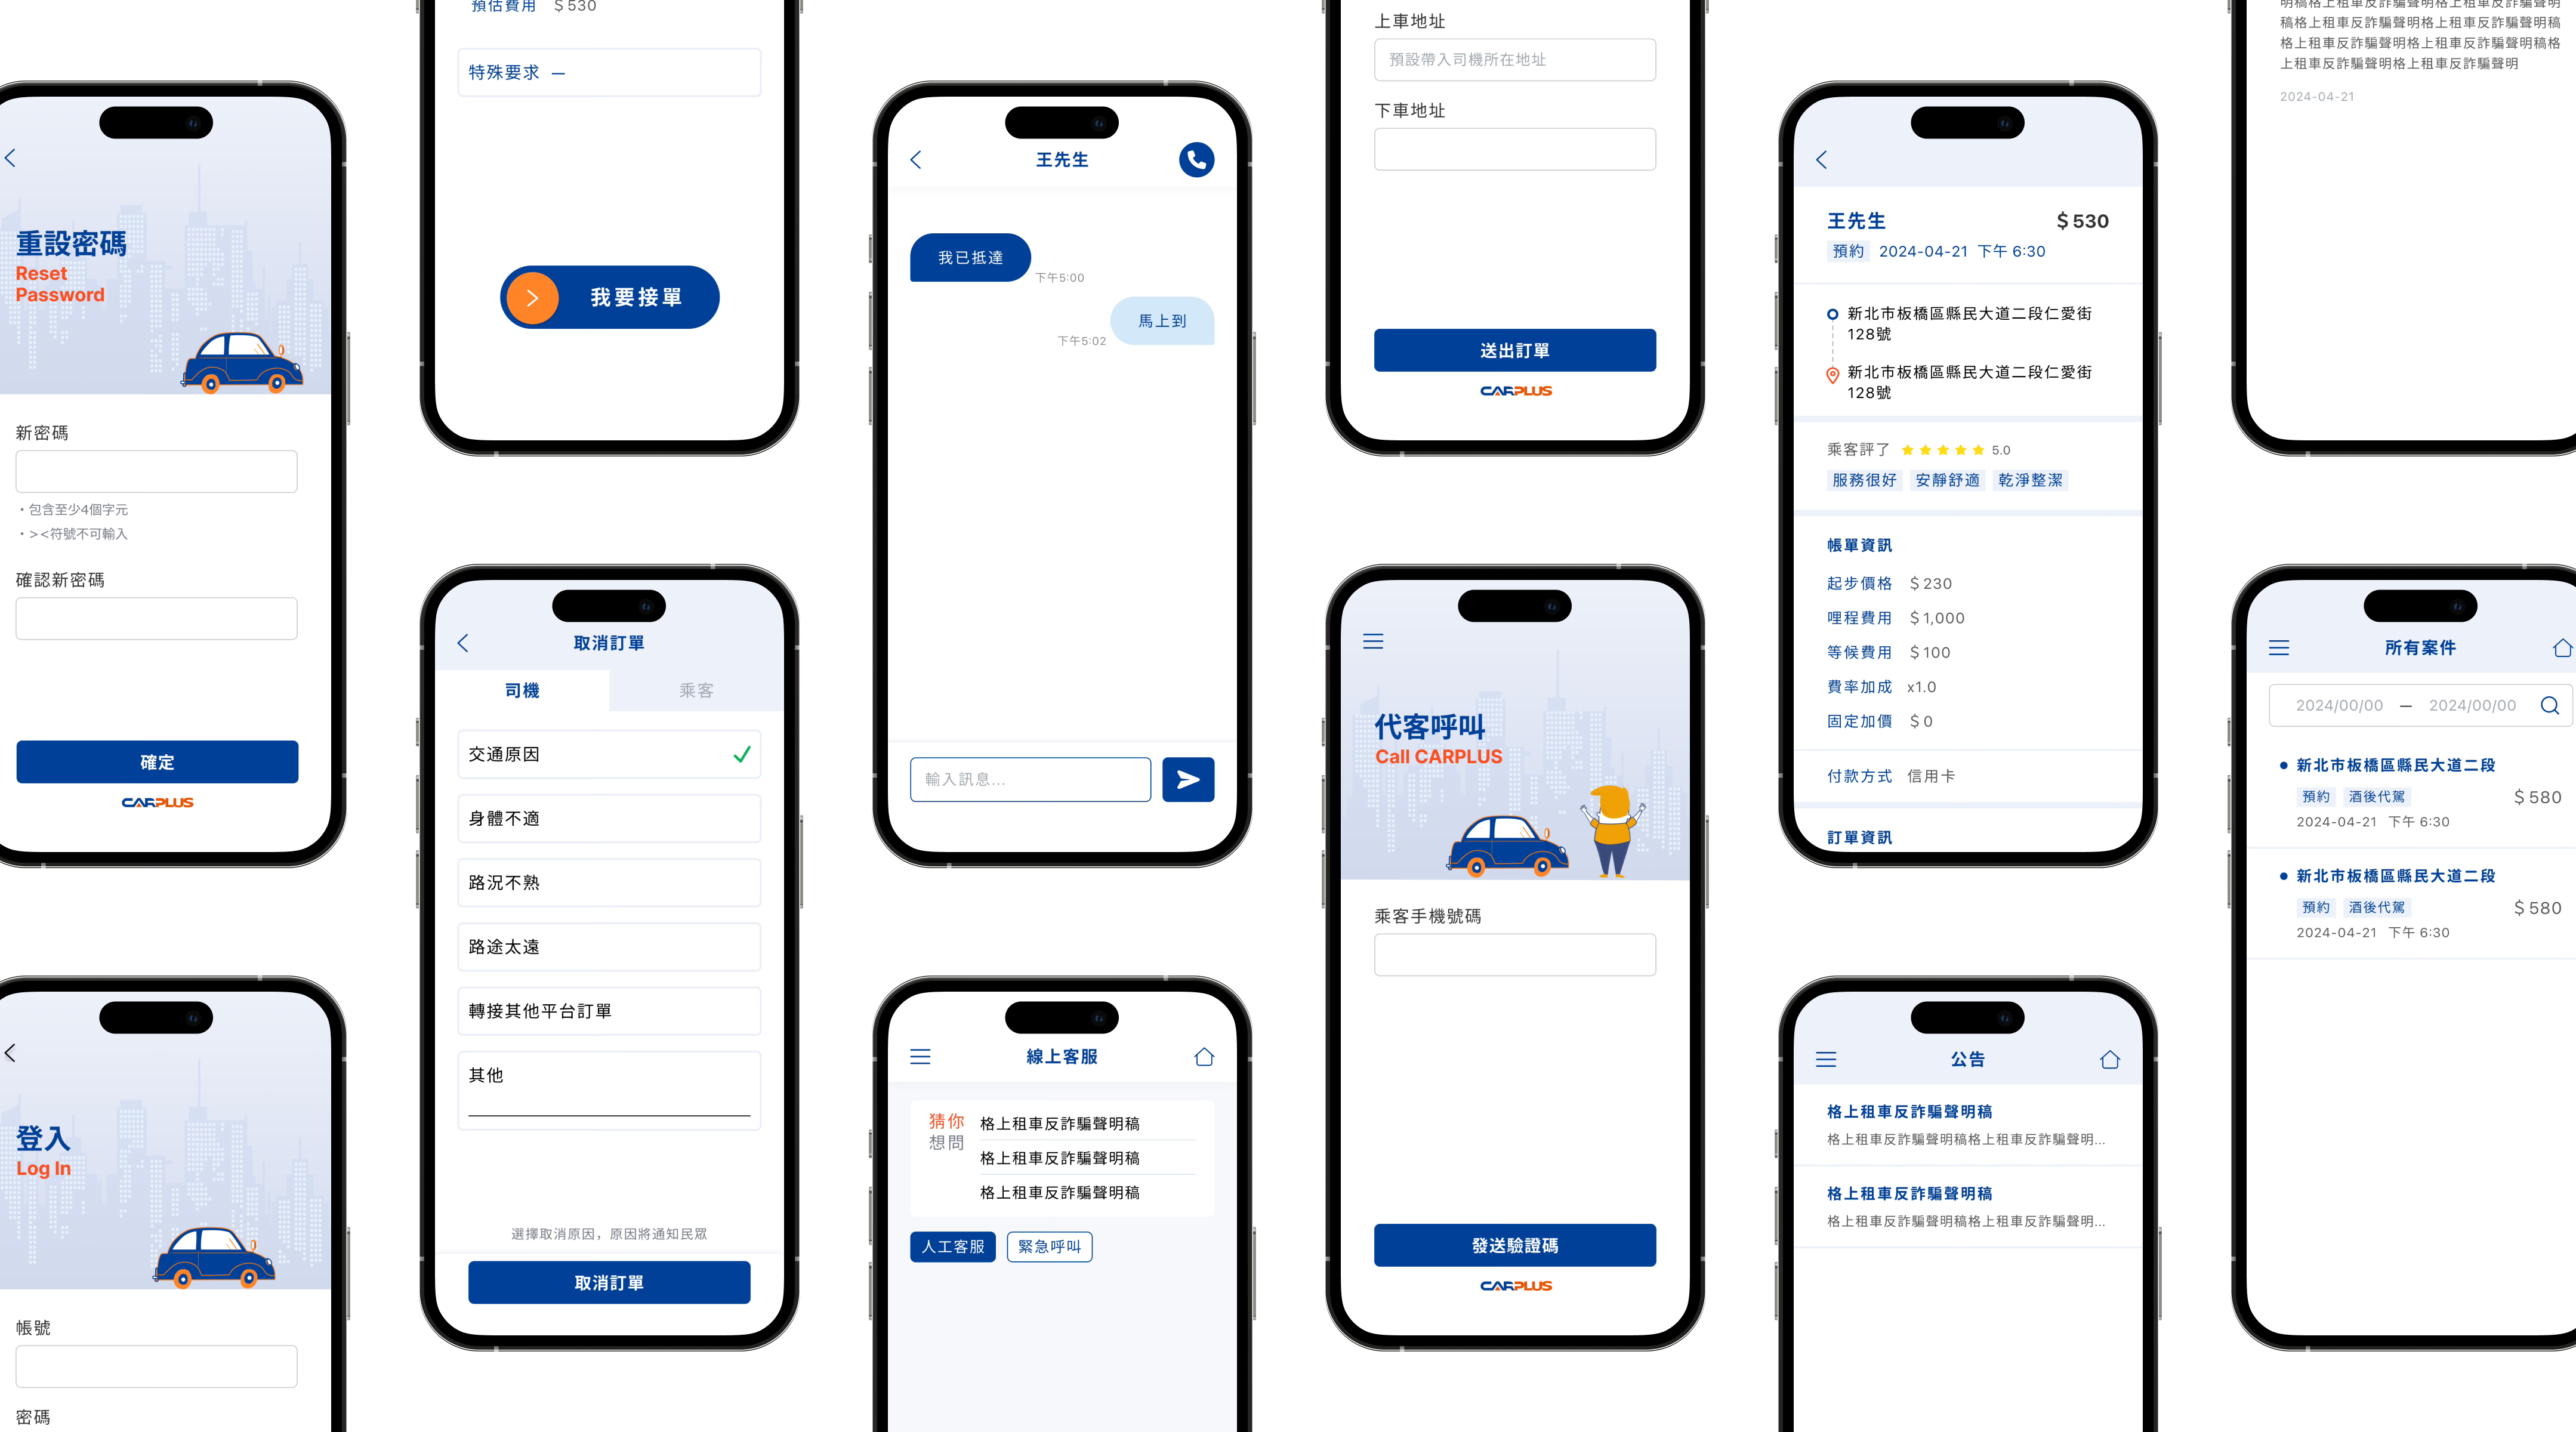 重設密碼
Reset
Password
新密碼
・包含至少4個字元
・><符號不可輸入
確認新密碼
確定
CARPLUS
登入
Log In
帳號
密碼
預估費用 $530
特殊要求 —
我要接單
取消訂單
司機 乘客
交通原因
身體不適
路況不熟
路途太遠
轉接其他平台訂單
其他
選擇取消原因，原因將通知民眾
取消訂單
王先生
我已抵達
下午5:00
馬上到
下午5:02
輸入訊息...
線上客服
猜你
想問
格上租車反詐騙聲明稿
格上租車反詐騙聲明稿
格上租車反詐騙聲明稿
人工客服 緊急呼叫
上車地址
預設帶入司機所在地址
下車地址
送出訂單
CARPLUS
代客呼叫
Call CARPLUS
乘客手機號碼
發送驗證碼
CARPLUS
王先生 $530
預約 2024-04-21 下午 6:30
新北市板橋區縣民大道二段仁愛街
128號
新北市板橋區縣民大道二段仁愛街
128號
乘客評了 5.0
服務很好 安靜舒適 乾淨整潔
帳單資訊
起步價格 $230
哩程費用 $1,000
等候費用 $100
費率加成 x1.0
固定加價 $0
付款方式 信用卡
訂單資訊
公告
格上租車反詐騙聲明稿
格上租車反詐騙聲明稿格上租車反詐騙聲明...
格上租車反詐騙聲明稿
格上租車反詐騙聲明稿格上租車反詐騙聲明...
明稿格上租車反詐騙聲明格上租車反詐騙聲明
稿格上租車反詐騙聲明格上租車反詐騙聲明稿
格上租車反詐騙聲明格上租車反詐騙聲明稿格
上租車反詐騙聲明格上租車反詐騙聲明
2024-04-21
所有案件
2024/00/00 — 2024/00/00
新北市板橋區縣民大道二段
預約 酒後代駕 $580
2024-04-21 下午 6:30
新北市板橋區縣民大道二段
預約 酒後代駕 $580
2024-04-21 下午 6:30